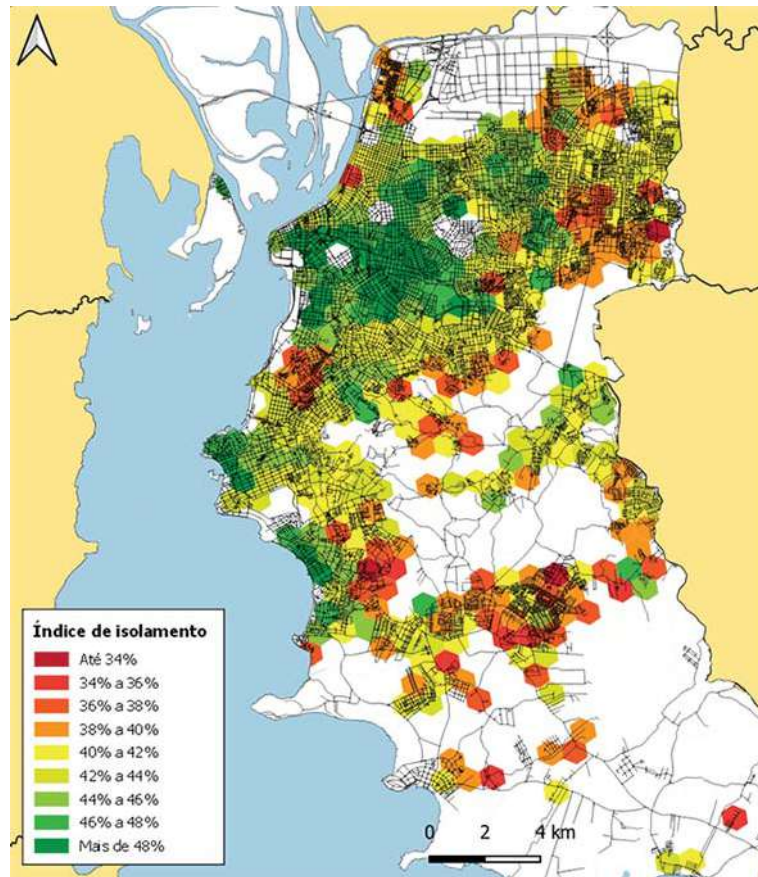 Índice de isolamento
Até 34%
34% a 36%
36% a 38%
38% a 40%
40% a 42%
42% a 44%
44% a 46%
46% a 48%
Mais de 48%
0 2 4 km